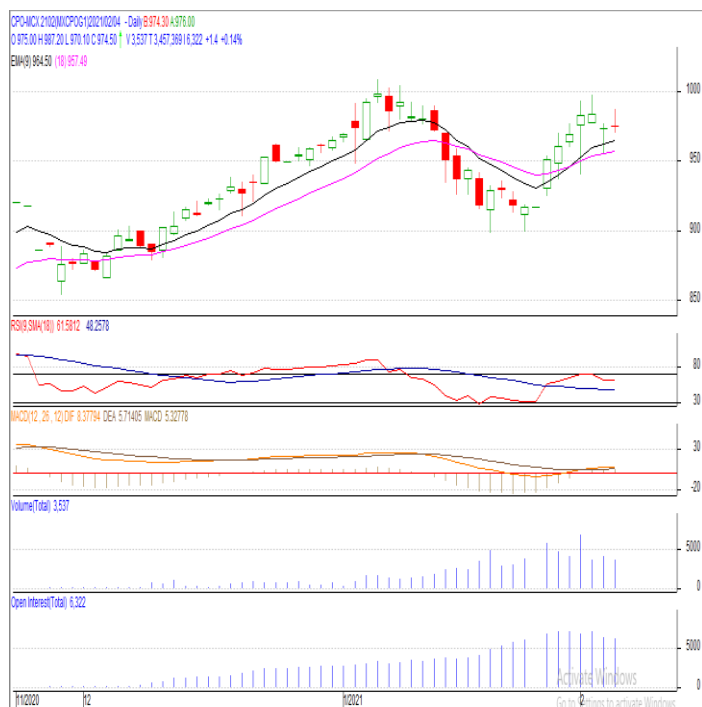 CPO-MCX 2102(MXCPOG1)2021/02/04 - Daily B:974.30 A:976.00
O 975.00 H 987.20 L 970.10 C 974.50 ↑ V 3,537 T 3,457,369 I 6,322 +1.4 +0.14%
EMA(9) 964.50 (18) 957.49
1000
950
900
850
RSI(9,SMA(18)) 61.5812 48.2578
80
30
MACD(12, 26, 12) DIF 8.37794 DEA 5.71405 MACD 5.32778
30
-20
Volume(Total) 3,537
5000
0
Open Interest(Total) 6,322
5000
0
Activate Windows
Go to Settings to activate Windows.
11/2020 12 1/2021 2